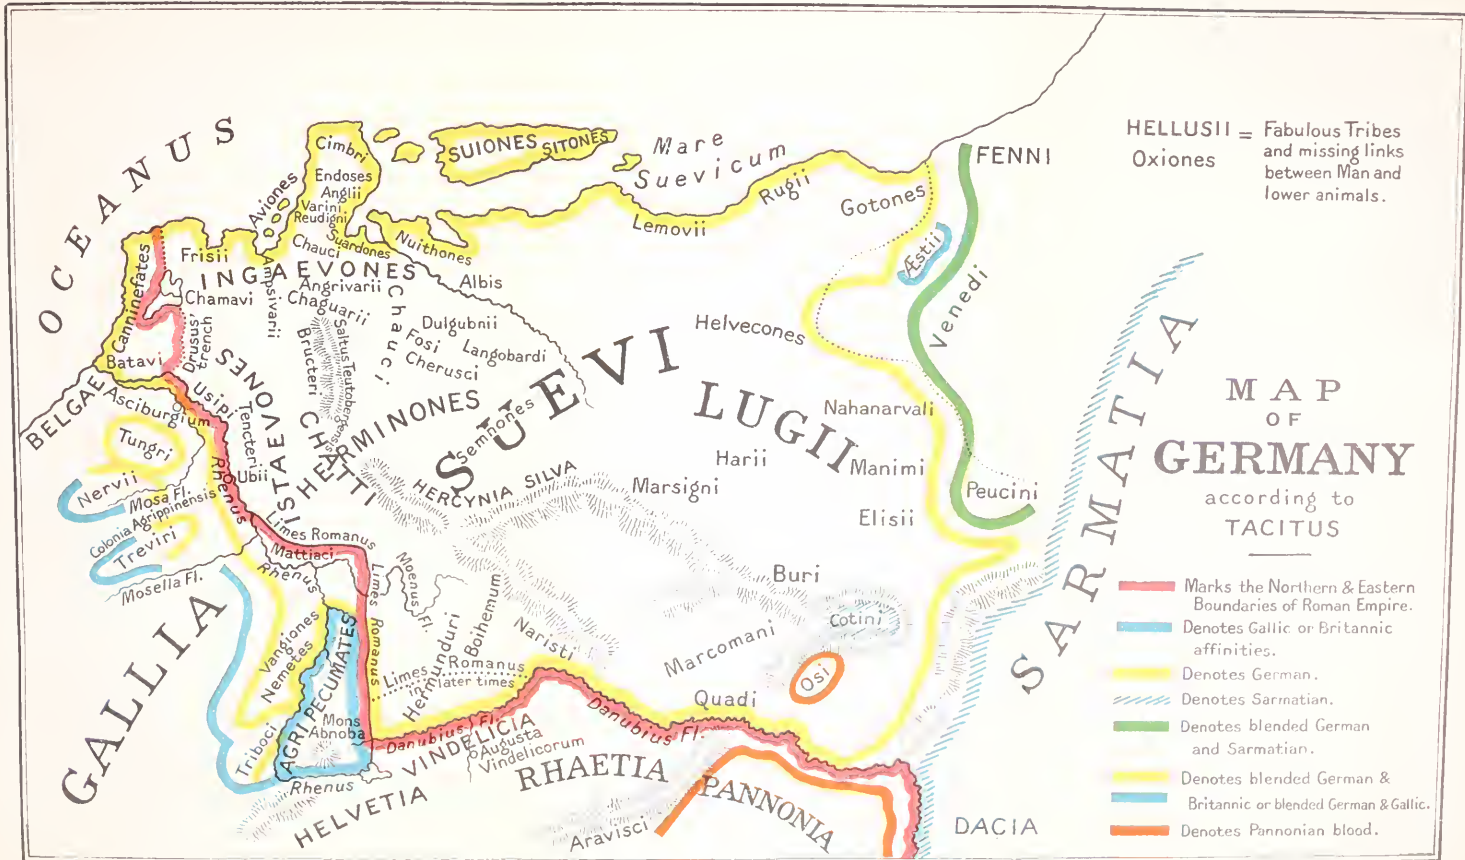 OCEANUS
Cimbri
Endoses
Anglii
Varini
Reudigni
Aviones
Suardones
Nuithones
SUIONES SITONES
Mare
Suevicum
Lemovii
Rugii
Gotones
FENNI
Æstii
Venedi
HELLUSII = Fabulous Tribes
Oxiones and missing links
between Man and
lower animals.
Canninefates
Frisii
Chauci
INGAEVONES
Ampsivarii
Angrivarii
Chamavi
Chaguarii
Chauci
Albis
Drusus'
trench
Batavi
Bructeri
Saltus Teutobergensis
Dulgubnii
Fosi
Langobardi
Cherusci
Helvecones
BELGAE
Asciburgium
Usipi
Tencteri
ISTAEVONES
CHATTI
HERMINONES
SUEVI
Semnones
LUGII
Nahanarvali
Harii
Manimi
Marsigni
Elisii
Peucini
Tungri
Nervii
Mosa Fl.
Rhenus
Ubii
Colonia Agrippinensis
Treviri
Mosella Fl.
HERCYNIA SILVA
Limes Romanus
Mattiaci
Rhenus
Limes
Romanus
Moenus
Fl.
Hermunduri
Boihemum
Naristi
Buri
Cotini
Marcomani
Osi
Quadi
GALLIA
Vangiones
Nemetes
Triboci
AGRI DECUMATES
Mons
Abnoba
Rhenus
Limes Romanus
in later times
Danubius Fl.
Danubius Fl.
VINDELICIA
Augusta
Vindelicorum
HELVETIA
RHAETIA
PANNONIA
Aravisci
DACIA
SARMATIA
MAP
OF
GERMANY
according to
TACITUS
Marks the Northern & Eastern
Boundaries of Roman Empire.
Denotes Gallic or Britannic
affinities.
Denotes German.
Denotes Sarmatian.
Denotes blended German
and Sarmatian.
Denotes blended German &
Britannic or blended German & Gallic.
Denotes Pannonian blood.